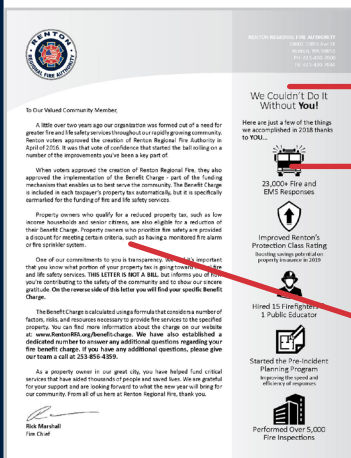 RENTON
REGIONAL FIRE AUTHORITY
RENTON REGIONAL FIRE AUTHORITY
We Couldn't Do It
Without You!
To Our Valued Community Member,
Here are just a few of the things
we accomplished in 2018 thanks
to YOU...
A little over two years ago our organization was formed out of a need for
greater fire and life safety services throughout our rapidly growing community.
Renton voters approved the creation of Renton Regional Fire Authority in
April of 2016. It was that vote of confidence that started the ball rolling on a
number of the improvements you've been a key part of.
When voters approved the creation of Regional Fire, they also
approved the implementation of the Benefit Charge - part of the funding
mechanism that enables us to best serve the community. The Benefit Charge
is included in each taxpayer's property tax automatically, but it is not a tax.
Property owners who qualify for a reduced property tax, such as low
income households and senior citizens, are also eligible for a reduction of
their Benefit Charge. Property owners who prioritize fire safety are provided
a discount for meeting certain criteria, such as having a monitored fire alarm
or fire sprinkler system.
One of our commitments to you is transparency. important
that you know what portion of your property tax is going toward fire
and life safety services. THIS LETTER IS NOT A BILL, but informs you of
you're contributing to the safety of the community and to show our sincere
gratitude. On the reverse side of this letter you will find your specific Benefit
Charge.
The Benefit Charge is calculated using a formula that considers a number of
factors, risks, and resources necessary to provide fire services to the specified
property. You can find more information about the charge on our website
at: www.RentonRFA.org/benefit-charge. We have also established a
dedicated number to answer any additional questions regarding your
fire benefit charge. If you have any additional questions, please give
our team a call at 253-856-4359.
As a property owner in our great city, you have helped fund critical
services that have aided thousands of people and saved lives. We are grateful
for your support and are looking forward to what the new year will bring for
our community. From all of us here at Renton Regional Fire, thank you.
Rick Marshall
Fire Chief
23,000+ Fire and
EMS Responses
Improved Renton's
Protection Class Rating
Boosting savings potential on
property insurance in 2019
Hired 15 Firefighters
1 Public Educator
Started the Pre-Incident
Planning Program
Improving the speed and
efficiency of responses
Performed Over 5,000
Fire Inspections